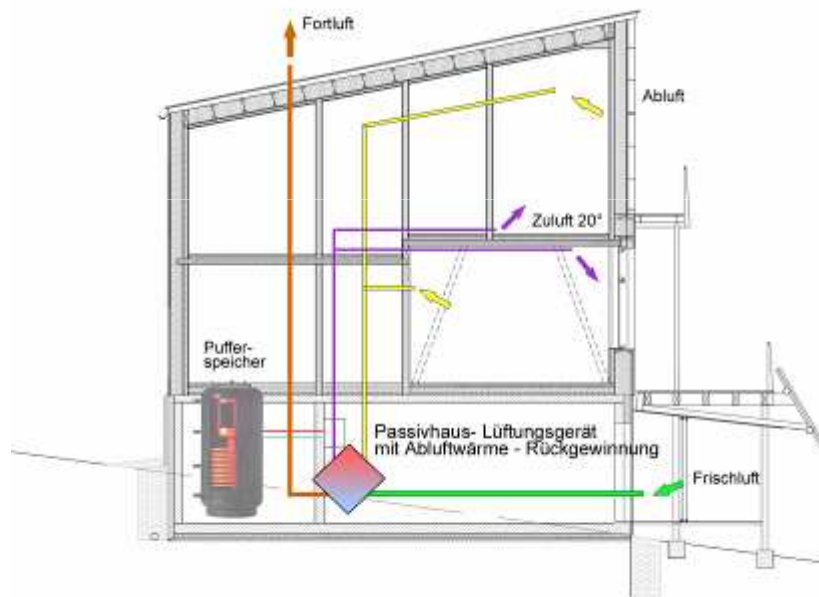 Fortluft
Abluft
Zuluft 20°
Puffer-
speicher
Passivhaus- Lüftungsgerät
mit Abluftwärme - Rückgewinnung
Frischluft